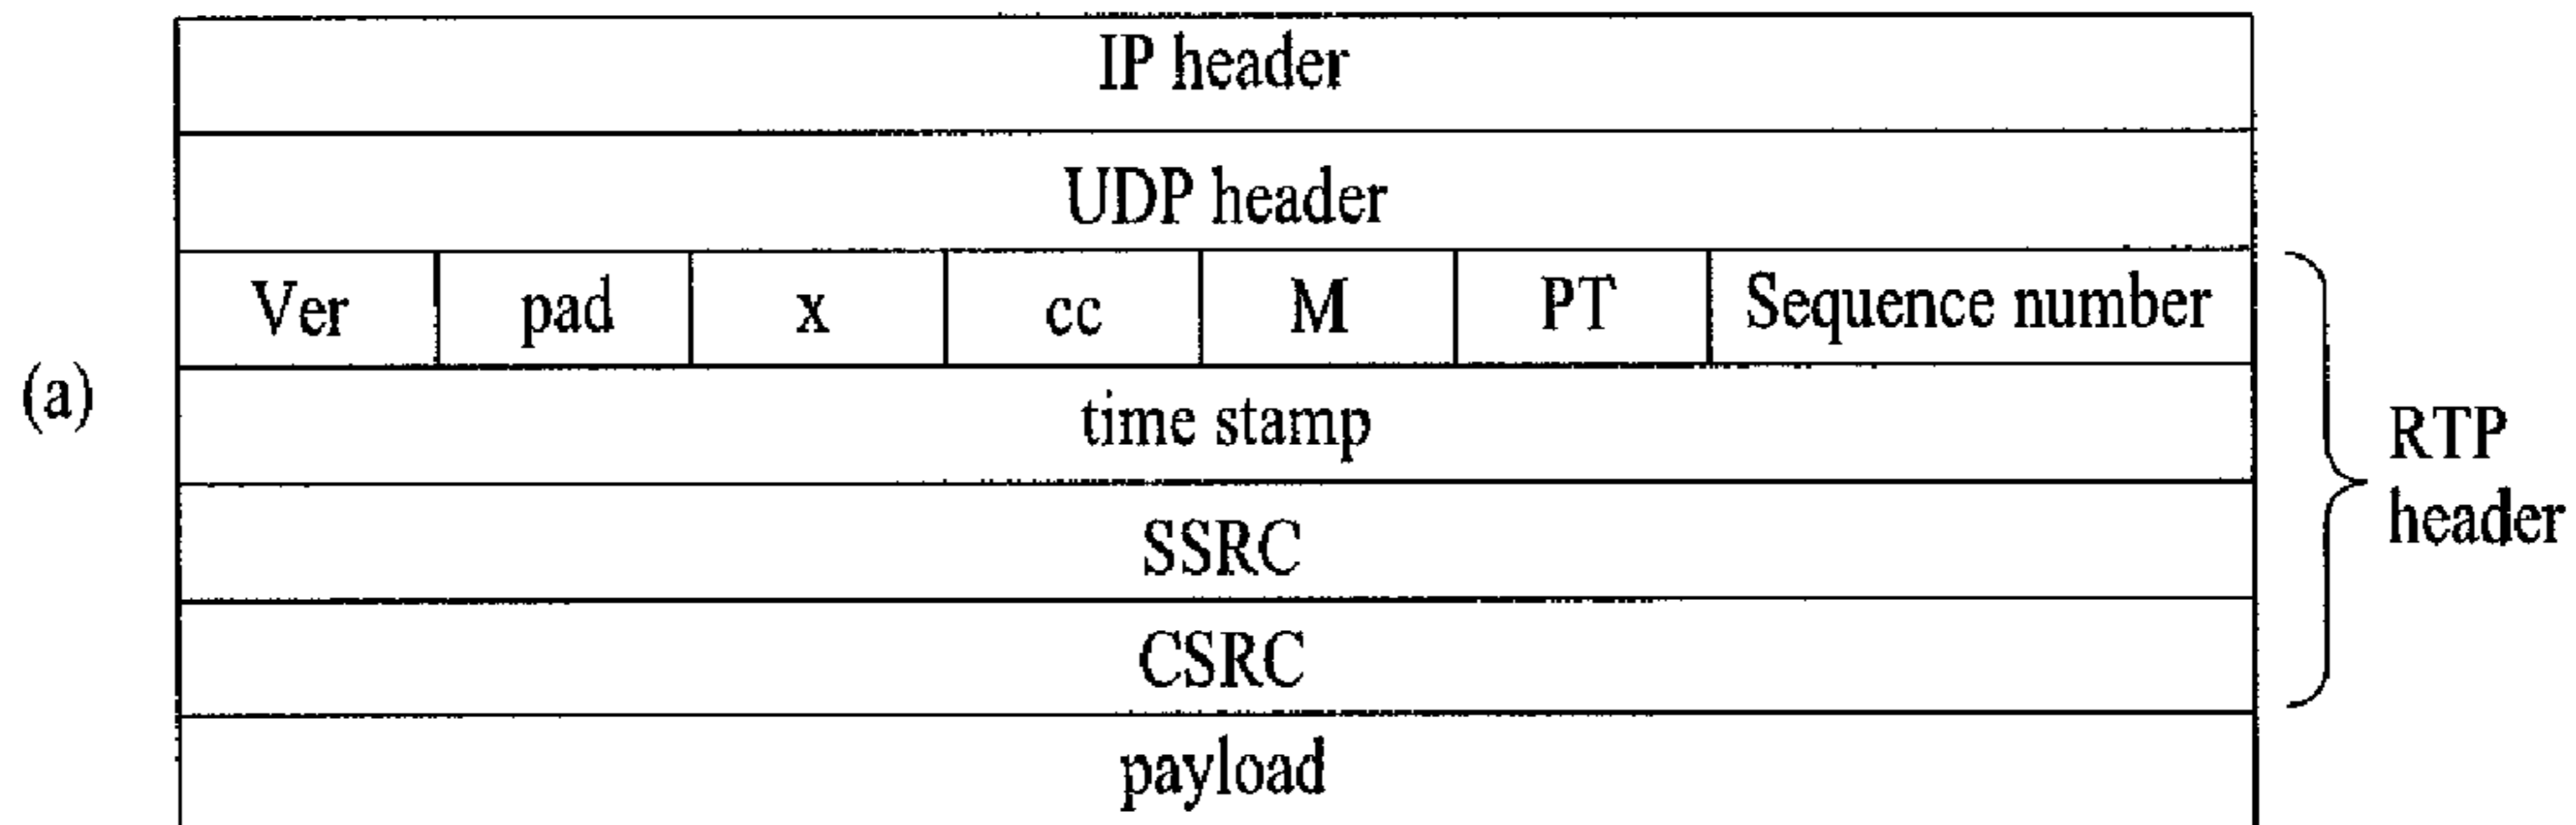 IP header
UDP header
Ver pad x cc M PT Sequence number
(a)
time stamp
RTP
header
SSRC
CSRC
payload